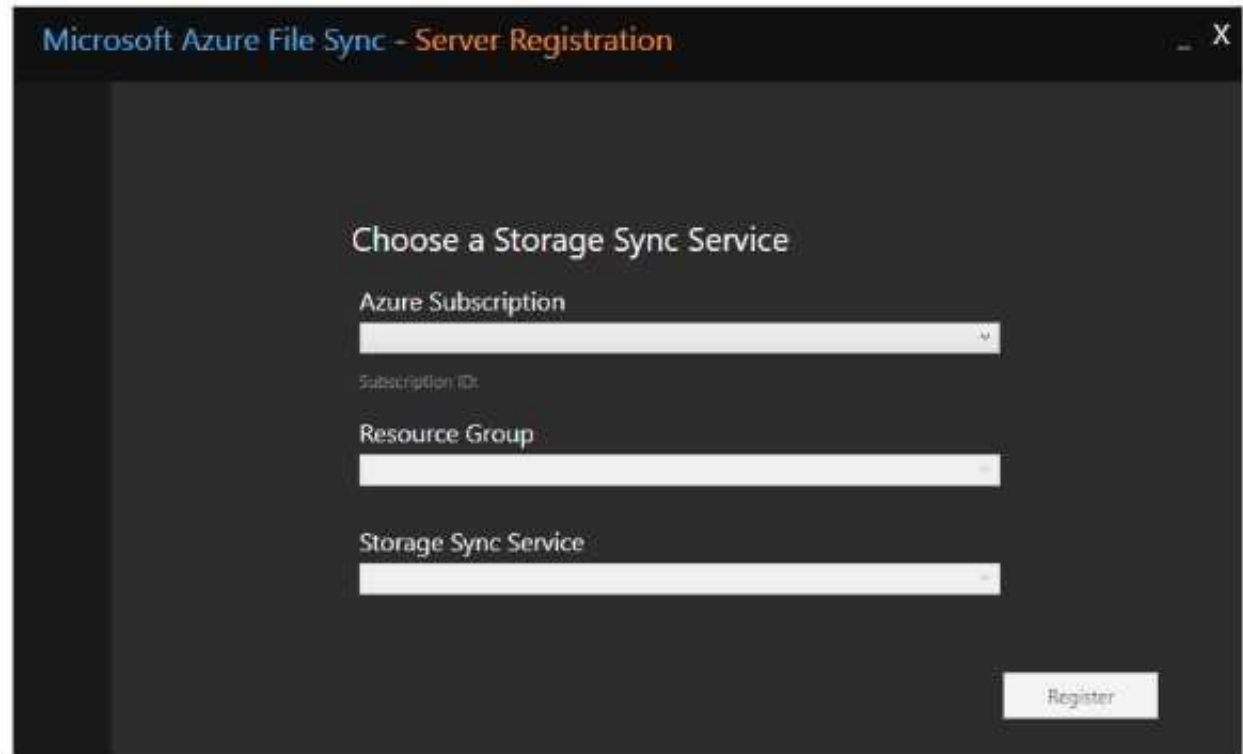 Microsoft Azure File Sync - Server Registration
_ X
Choose a Storage Sync Service
Azure Subscription
Subscription ID:
Resource Group
Storage Sync Service
Register